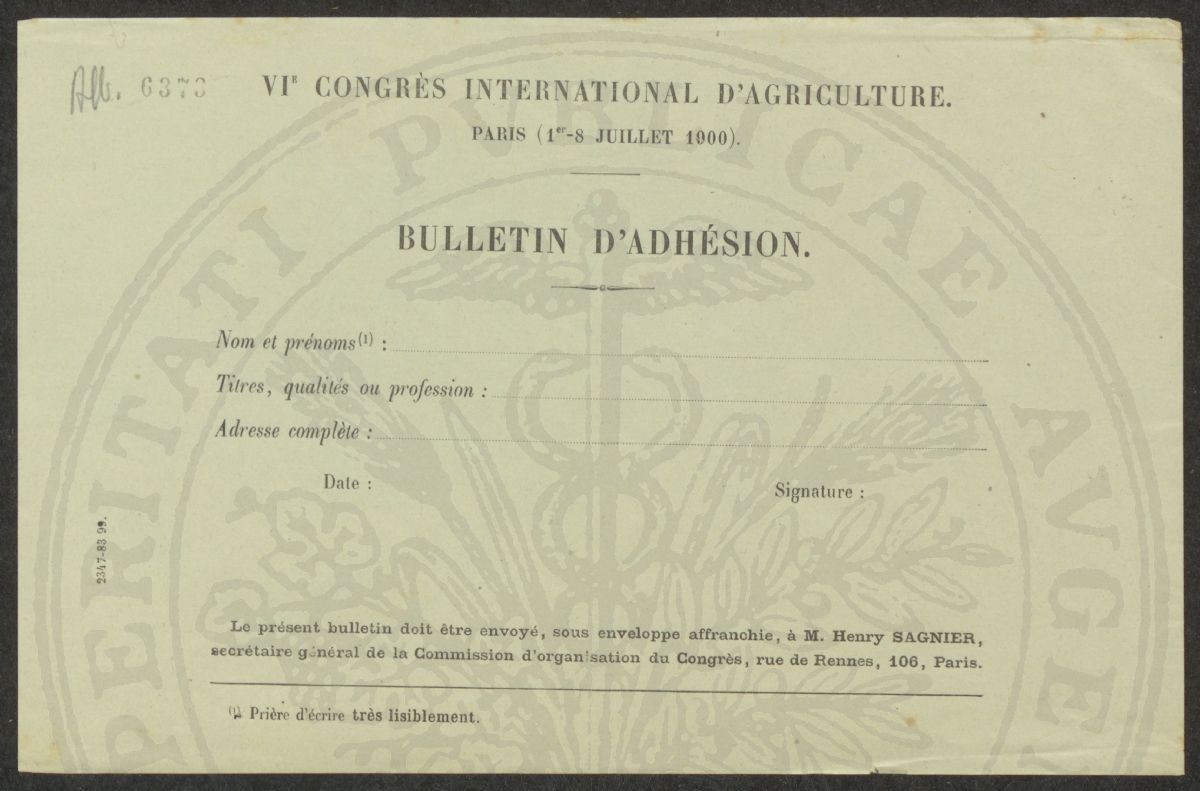 Alb. 6373
VIᴱ CONGRÈS INTERNATIONAL D'AGRICULTURE.
PARIS (1er-8 JUILLET 1900).
BULLETIN D'ADHÉSION.
Nom et prénoms(1) :
Titres, qualités ou profession :
Adresse complète :
Date :
Signature :
2347-83 99.
Le présent bulletin doit être envoyé, sous enveloppe affranchie, à M. Henry SAGNIER,
secrétaire général de la Commission d'organisation du Congrès, rue de Rennes, 106, Paris.
(1) Prière d'écrire très lisiblement.
PERITATI PVBLICAE AVGE